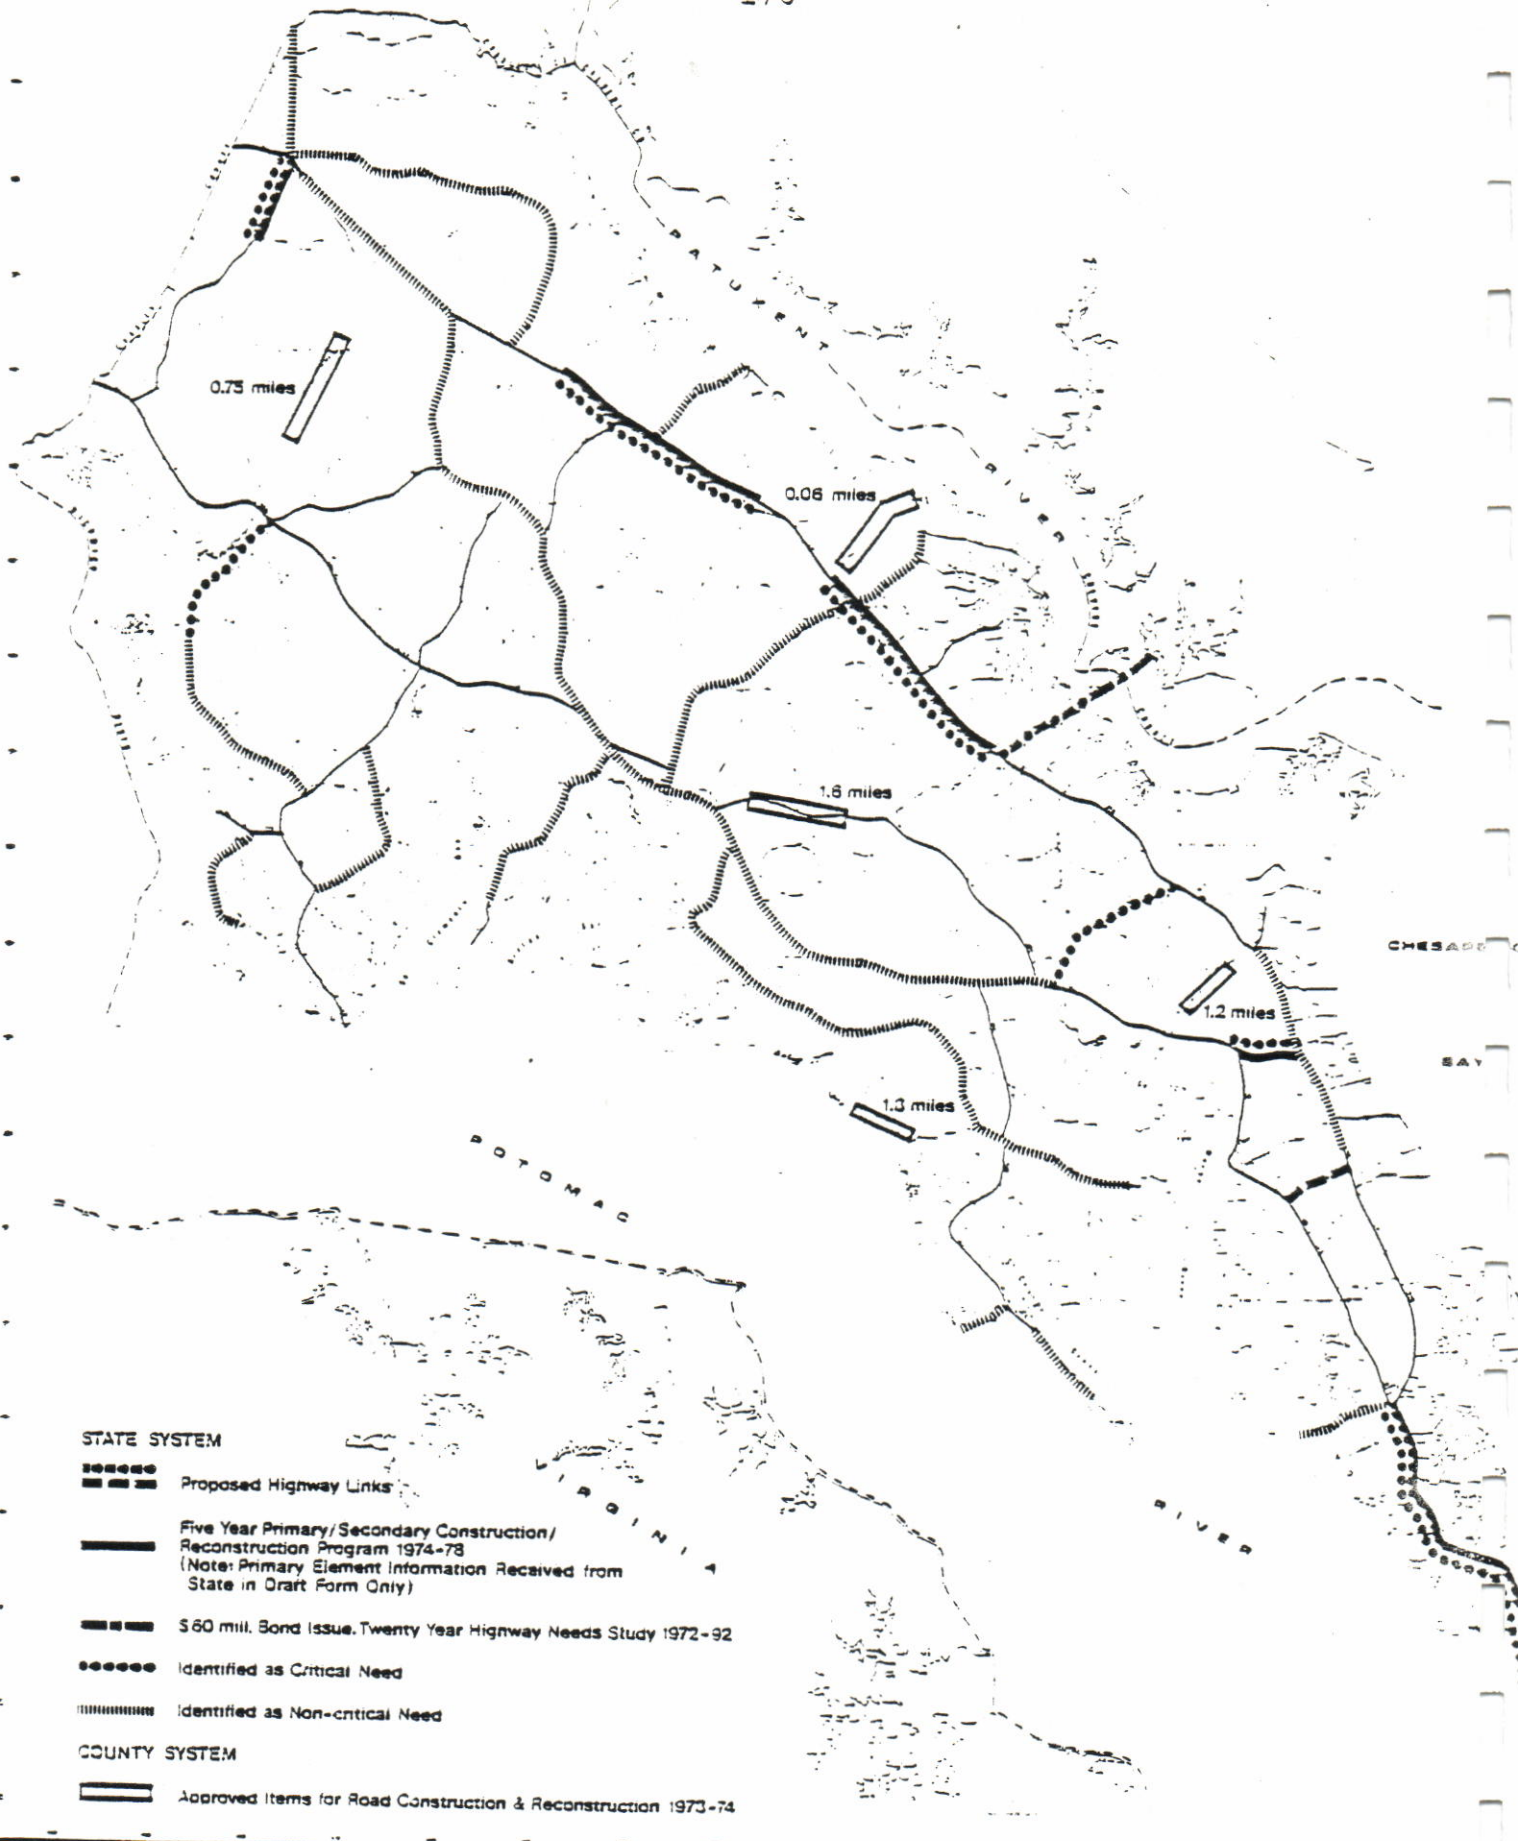 PATUXENT
RIVER
0.75 miles
0.06 miles
1.6 miles
CHESAPE
1.2 miles
BAY
1.3 miles
POTOMAC
RIVER
VIRGINIA
STATE SYSTEM
Proposed Highway Links
Five Year Primary/Secondary Construction/
Reconstruction Program 1974-78
(Note: Primary Element Information Received from
State in Draft Form Only)
$60 mill. Bond Issue. Twenty Year Highway Needs Study 1972-92
Identified as Critical Need
Identified as Non-critical Need
COUNTY SYSTEM
Approved Items for Road Construction & Reconstruction 1973-74